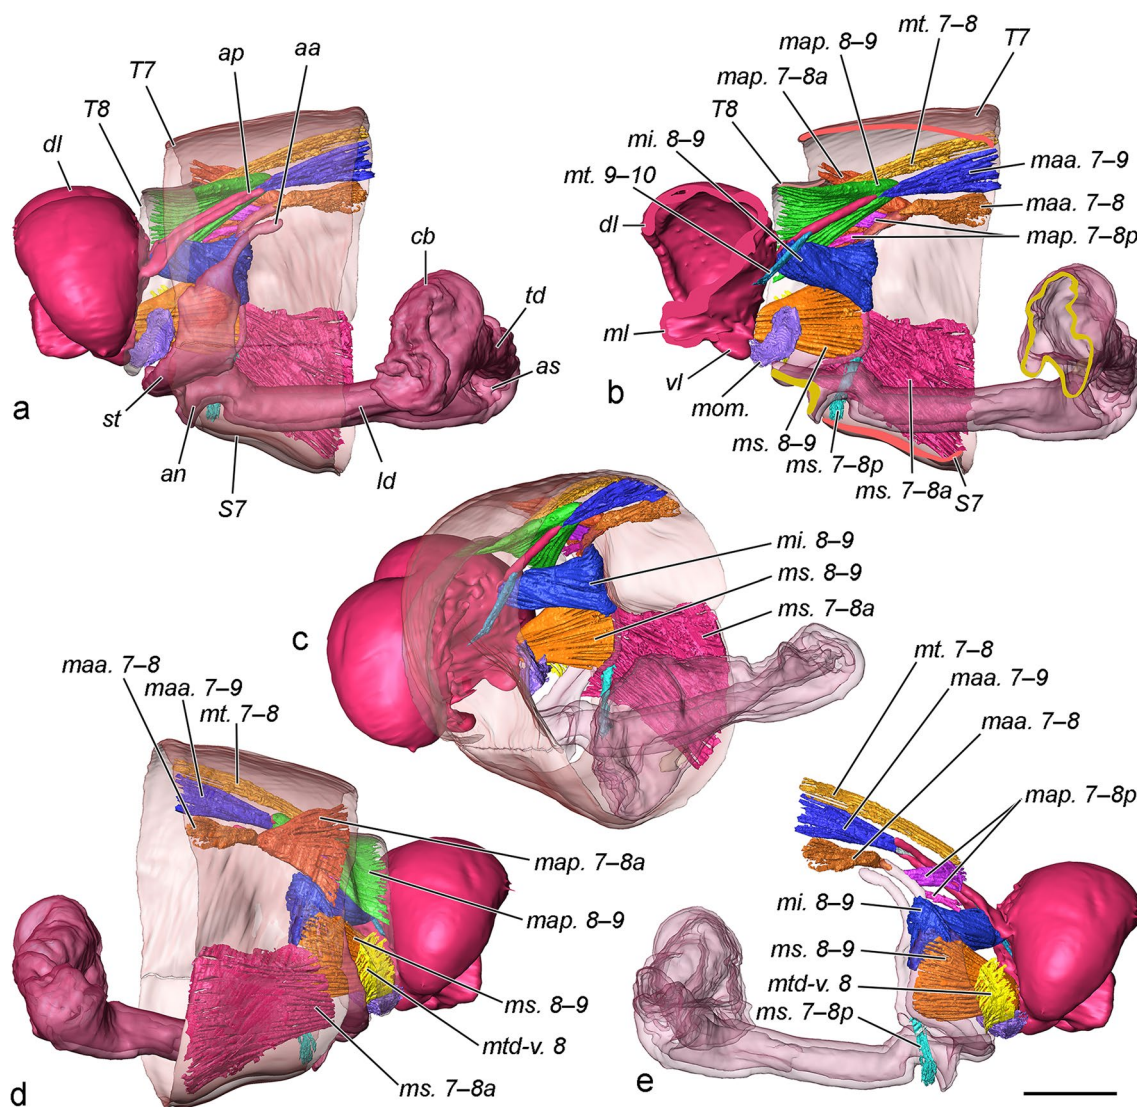 aa
ap
T7
T8
dl
cb
td
as
st
an
S7
ld
a
mt. 7–8
T7
map. 8–9
map. 7–8a
T8
mi. 8–9
mt. 9–10
dl
maa. 7–9
maa. 7–8
map. 7–8p
ml
vl
mom.
ms. 8–9
ms. 7–8p
ms. 7–8a
S7
b
mi. 8–9
ms. 8–9
ms. 7–8a
c
maa. 7–8
maa. 7–9
mt. 7–8
map. 7–8a
map. 8–9
ms. 8–9
mtd-v. 8
ms. 7–8a
d
mt. 7–8
maa. 7–9
maa. 7–8
map. 7–8p
mi. 8–9
ms. 8–9
mtd-v. 8
ms. 7–8p
e